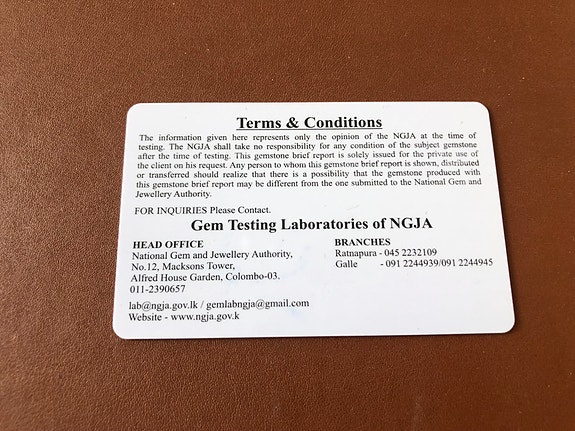 Terms & Conditions
The information given here represents only the opinion of the NGJA at the time of
testing. The NGJA shall take no responsibility for any condition of the subject gemstone
after the time of testing. This gemstone brief report is solely issued for the private use of
the client on his request. Any person to whom this gemstone brief report is shown, distributed
or transferred should realize that there is a possibility that the gemstone produced with
this gemstone brief report may be different from the one submitted to the National Gem and
Jewellery Authority.
FOR INQUIRIES Please Contact.
Gem Testing Laboratories of NGJA
HEAD OFFICE
National Gem and Jewellery Authority,
No.12, Macksons Tower,
Alfred House Garden, Colombo-03.
011-2390657
lab@ngja.gov.lk / gemlabngja@gmail.com
Website - www.ngja.gov.k
BRANCHES
Ratnapura - 045 2232109
Galle - 091 2244939/091 2244945